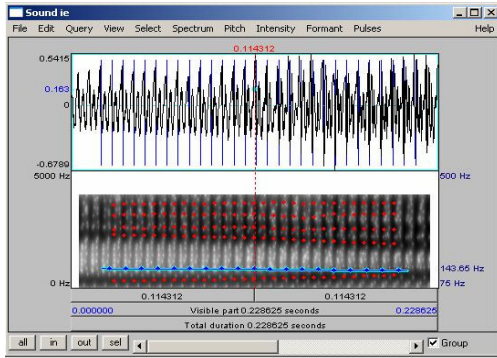 Sound ie
File Edit Query View Select Spectrum Pitch Intensity Formant Pulses Help
0.114312
0.5415
0.163
0
-0.6789
5000 Hz 500 Hz
143.65 Hz
0 Hz 75 Hz
0.114312 0.114312
0.000000 Visible part 0.228625 seconds 0.228625
Total duration 0.228625 seconds
all in out sel Group